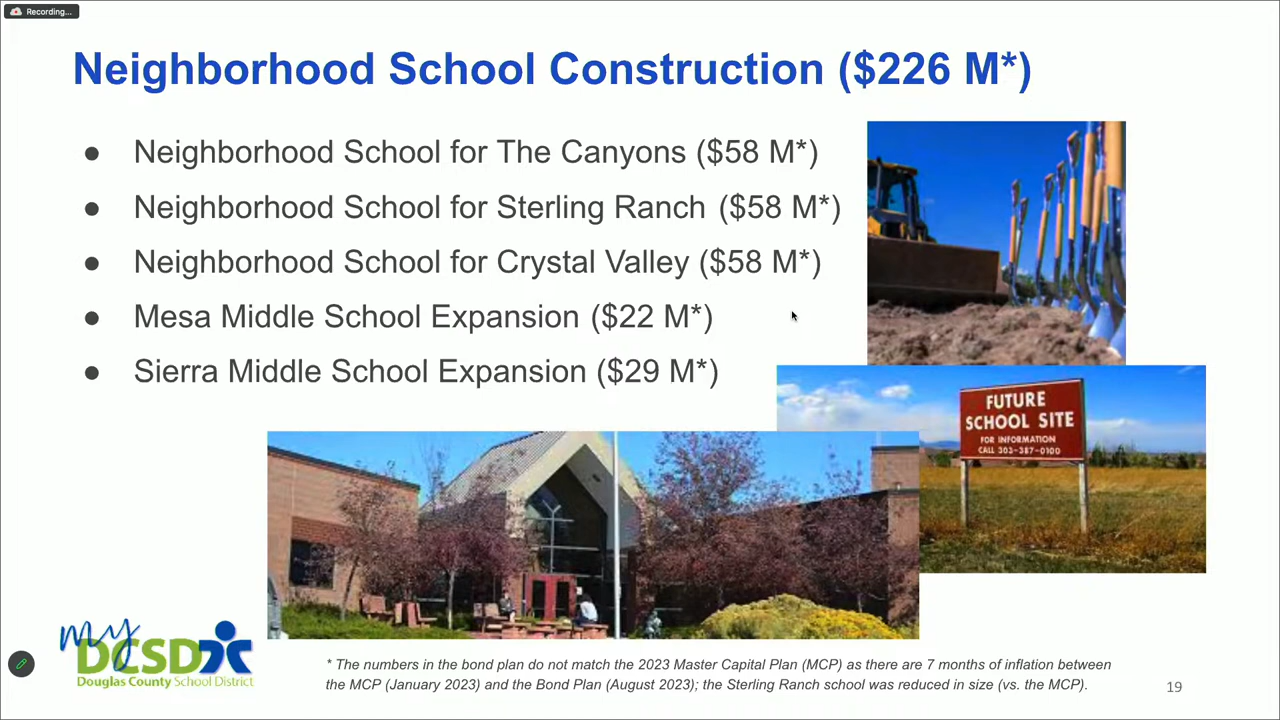 Recording...
Neighborhood School Construction ($226 M*)
● Neighborhood School for The Canyons ($58 M*)
● Neighborhood School for Sterling Ranch ($58 M*)
● Neighborhood School for Crystal Valley ($58 M*)
● Mesa Middle School Expansion ($22 M*)
● Sierra Middle School Expansion ($29 M*)
FUTURE
SCHOOL SITE
FOR INFORMATION
CALL 303-387-0100
my
DCSD
Douglas County School District
* The numbers in the bond plan do not match the 2023 Master Capital Plan (MCP) as there are 7 months of inflation between
the MCP (January 2023) and the Bond Plan (August 2023); the Sterling Ranch school was reduced in size (vs. the MCP).
19